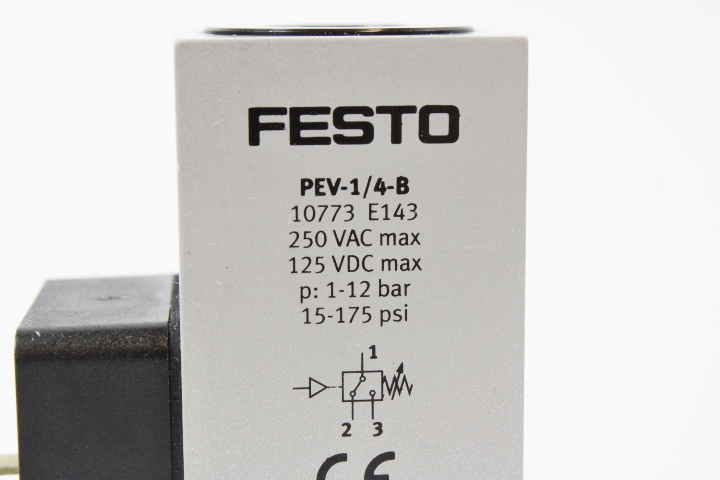 FESTO
PEV-1/4-B
10773 E143
250 VAC max
125 VDC max
p: 1-12 bar
15-175 psi
1
2 3
CE